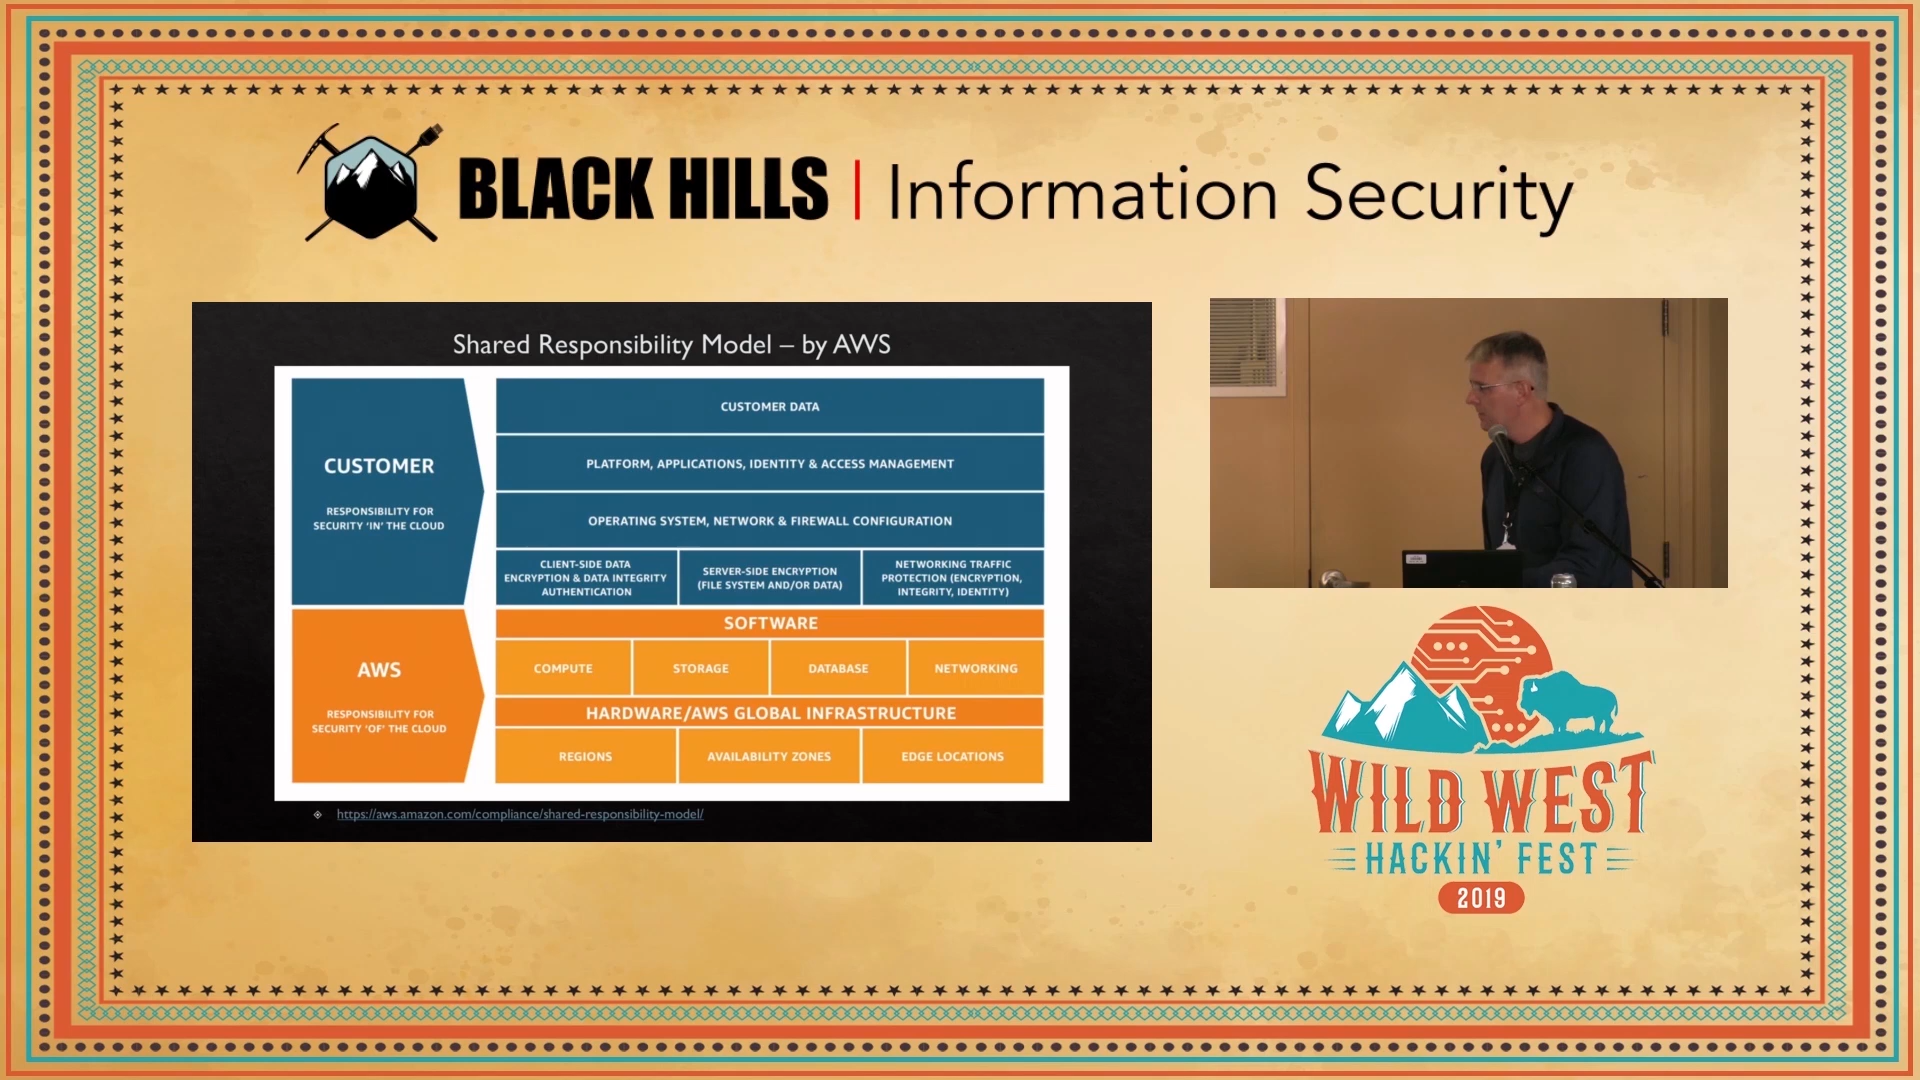 BLACK HILLS | Information Security
Shared Responsibility Model – by AWS
CUSTOMER
RESPONSIBILITY FOR
SECURITY 'IN' THE CLOUD
CUSTOMER DATA
PLATFORM, APPLICATIONS, IDENTITY & ACCESS MANAGEMENT
OPERATING SYSTEM, NETWORK & FIREWALL CONFIGURATION
CLIENT-SIDE DATA
ENCRYPTION & DATA INTEGRITY
AUTHENTICATION
SERVER-SIDE ENCRYPTION
(FILE SYSTEM AND/OR DATA)
NETWORKING TRAFFIC
PROTECTION (ENCRYPTION,
INTEGRITY, IDENTITY)
AWS
RESPONSIBILITY FOR
SECURITY 'OF' THE CLOUD
SOFTWARE
COMPUTE
STORAGE
DATABASE
NETWORKING
HARDWARE/AWS GLOBAL INFRASTRUCTURE
REGIONS
AVAILABILITY ZONES
EDGE LOCATIONS
https://aws.amazon.com/compliance/shared-responsibility-model/
WILD WEST
HACKIN' FEST
2019